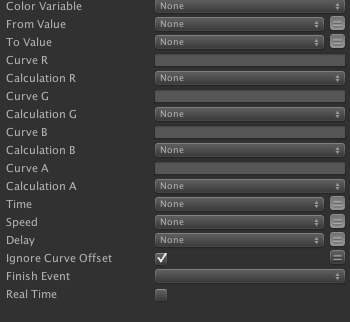 Color Variable None
From Value None
To Value None
Curve R
Calculation R None
Curve G
Calculation G None
Curve B
Calculation B None
Curve A
Calculation A None
Time None
Speed None
Delay None
Ignore Curve Offset
Finish Event
Real Time